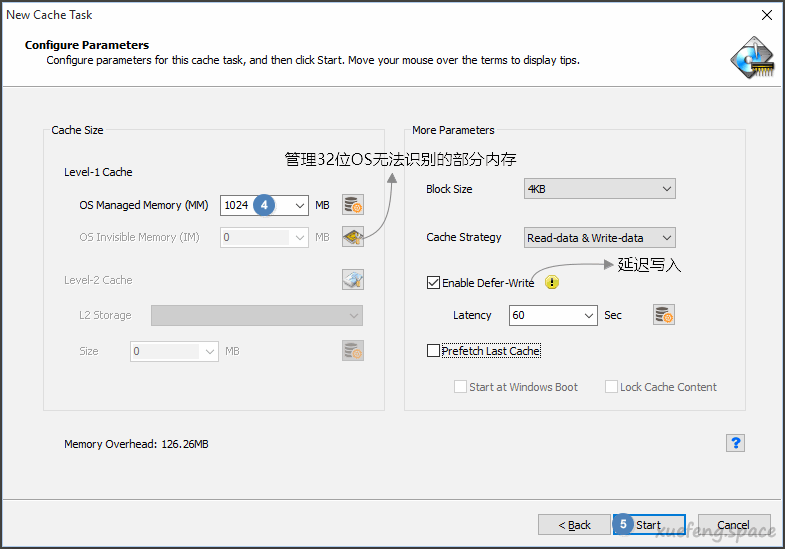 New Cache Task
Configure Parameters
Configure parameters for this cache task, and then click Start. Move your mouse over the terms to display tips.
Cache Size
管理32位OS无法识别的部分内存
Level-1 Cache
OS Managed Memory (MM) 1024 4 MB
OS Invisible Memory (IM) 0 MB
Level-2 Cache
L2 Storage
Size 0 MB
More Parameters
Block Size 4KB
Cache Strategy Read-data & Write-data
延迟写入
Enable Defer-Write
Latency 60 Sec
Prefetch Last Cache
Start at Windows Boot Lock Cache Content
Memory Overhead: 126.26MB
?
< Back 5 Start Cancel
xuefeng.space